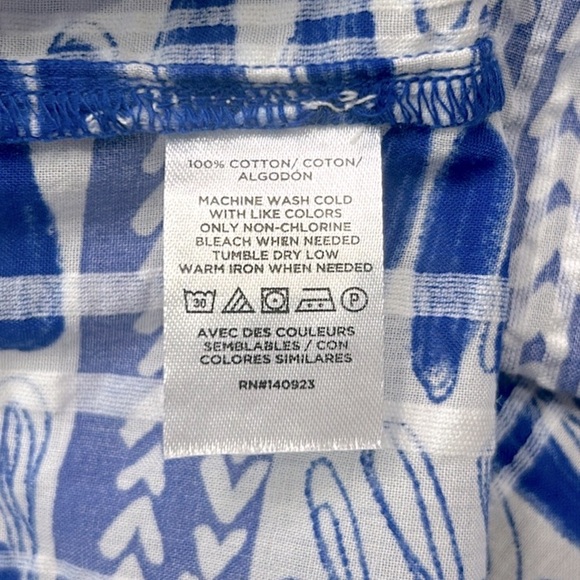 100% COTTON/ COTON/
ALGODÓN
MACHINE WASH COLD
WITH LIKE COLORS
ONLY NON-CHLORINE
BLEACH WHEN NEEDED
TUMBLE DRY LOW
WARM IRON WHEN NEEDED
30 P
AVEC DES COULEURS
SEMBLABLES / CON
COLORES SIMILARES
RN#140923